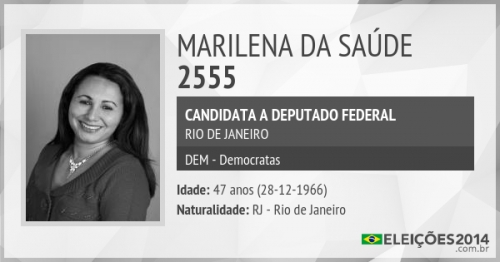 MARILENA DA SAÚDE
2555
CANDIDATA A DEPUTADO FEDERAL
RIO DE JANEIRO
DEM - Democratas
Idade: 47 anos (28-12-1966)
Naturalidade: RJ - Rio de Janeiro
ELEIÇÕES2014
.com.br